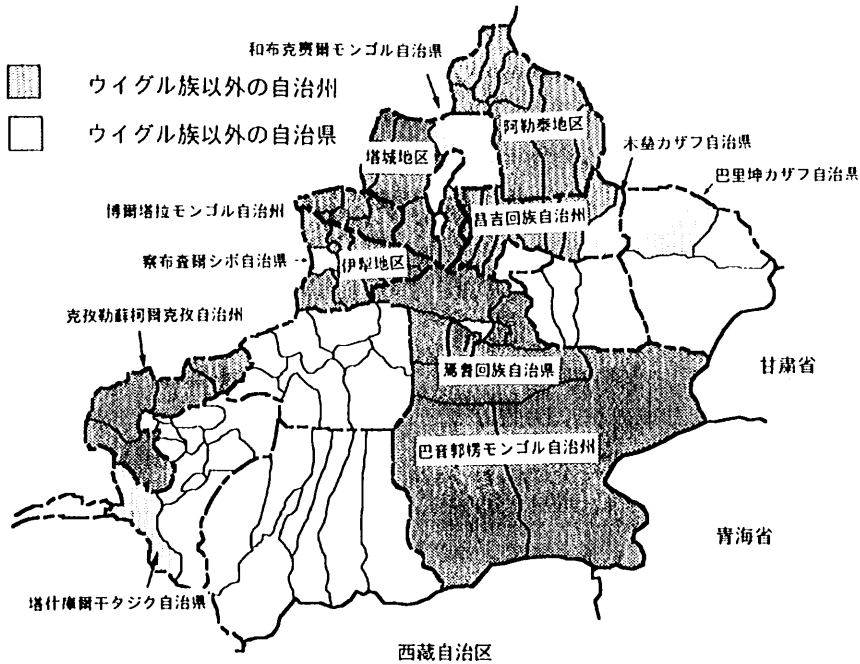 和布克賽爾モンゴル自治県
ウイグル族以外の自治州
ウイグル族以外の自治県
阿勒泰地区
塔城地区
木垒カザフ自治県
巴里坤カザフ自治県
博爾塔拉モンゴル自治州
昌吉回族自治州
察布査爾シボ自治県
伊犁地区
克孜勒蘇柯爾克孜自治州
甘粛省
焉耆回族自治県
巴音郭楞モンゴル自治州
青海省
塔什庫爾干タジク自治県
西蔵自治区